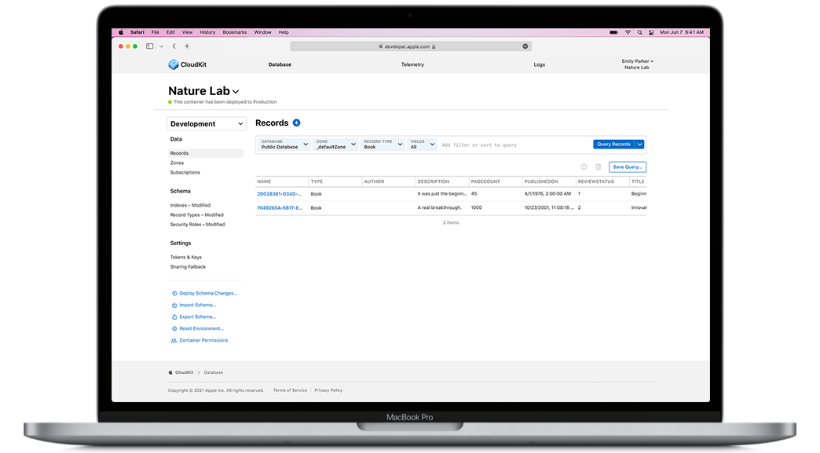 Safari File Edit View History Bookmarks Window Help
Mon Jun 7 9:41 AM
developer.apple.com
CloudKit Database Telemetry Logs
Emily Parker
Nature Lab
Nature Lab
This container has been deployed to Production
Development
Data
Records
Zones
Subscriptions
Schema
Indexes – Modified
Record Types – Modified
Security Roles – Modified
Settings
Tokens & Keys
Sharing Fallback
Deploy Schema Changes...
Import Schema...
Export Schema...
Reset Environment...
Container Permissions
Records
DATABASE ZONE RECORD TYPE FIELDS
Public Database _defaultZone Book All
Add filter or sort to query
Query Records
Save Query...
NAME TYPE AUTHOR DESCRIPTION PAGECOUNT PUBLISHEDON REVIEWSTATUS TITLE
Book It was just the beginn... 45 4/1/1976, 2:00:00 AM 1 Beginn
Book A real breakthrough. 1000 10/23/2001, 11:08:18 ... 2 Innovat
2 items
CloudKit Database
Copyright © 2021 Apple Inc. All rights reserved. Terms of Service Privacy Policy
MacBook Pro